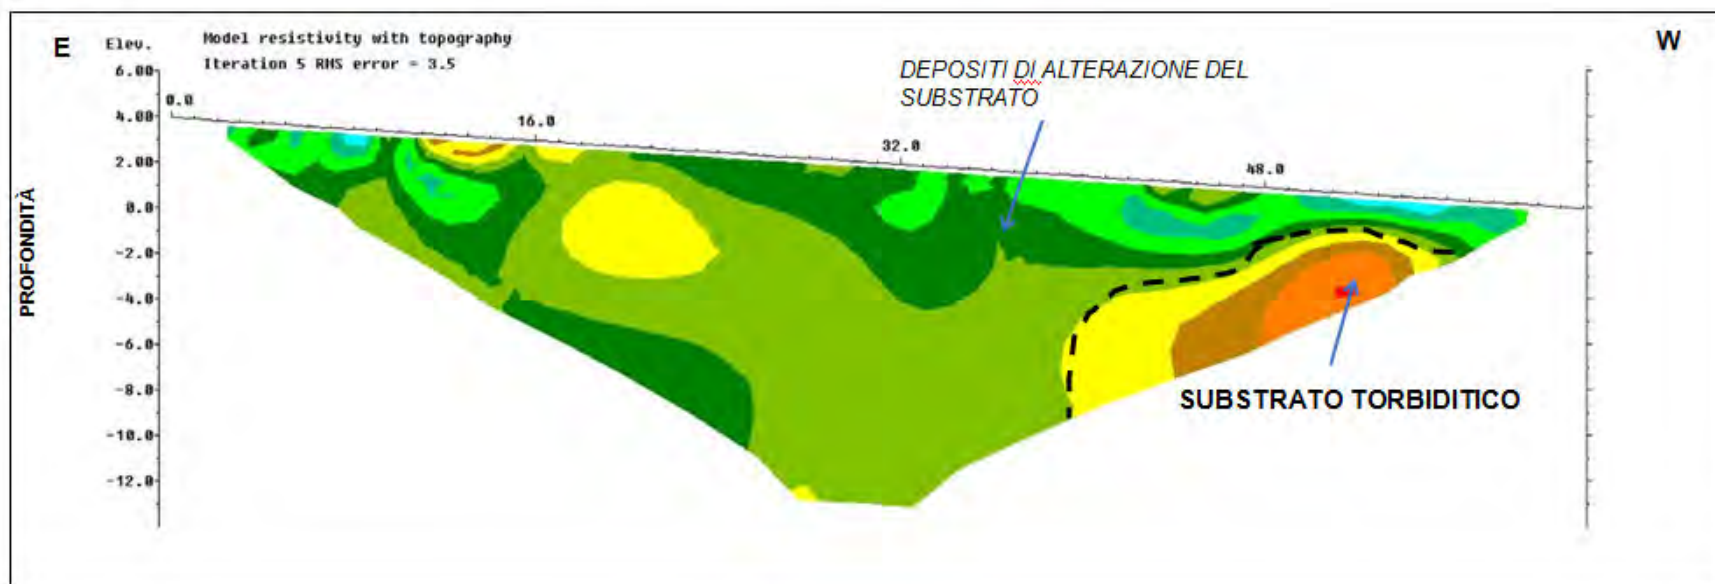 E
W
Elev.
Model resistivity with topography
Iteration 5 RMS error = 3.5
DEPOSITI DI ALTERAZIONE DEL
SUBSTRATO
6.00
0.0
4.00
16.0
2.00
32.0
48.0
0.0
-2.0
-4.0
-6.0
-8.0
-10.0
-12.0
PROFONDITÀ
SUBSTRATO TORBIDITICO